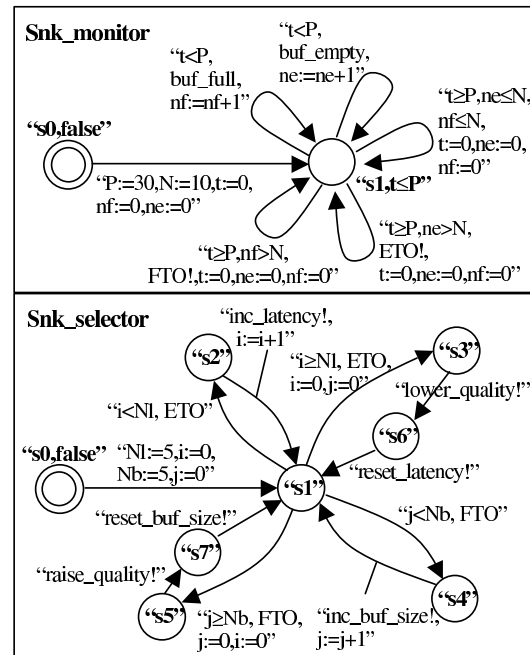 Snk_monitor
“t<P,
buf_full,
nf:=nf+1”
“t<P,
buf_empty,
ne:=ne+1”
“t≥P,ne≤N,
nf≤N,
t:=0,ne:=0,
nf:=0”
“s0,false”
“P:=30,N:=10,t:=0,
nf:=0,ne:=0”
“s1,t≤P”
“t≥P,nf>N,
FTO!,t:=0,ne:=0,nf:=0”
“t≥P,ne>N,
ETO!,
t:=0,ne:=0,nf:=0”
Snk_selector
“s2”
“inc_latency!,
i:=i+1”
“i≥Nl, ETO,
i:=0,j:=0”
“s3”
“i<Nl, ETO”
“lower_quality!”
“s6”
“s0,false”
“Nl:=5,i:=0,
Nb:=5,j:=0”
“reset_latency!”
“s1”
“reset_buf_size!”
“j<Nb, FTO”
“s7”
“raise_quality!”
“s5”
“j≥Nb, FTO,
j:=0,i:=0”
“inc_buf_size!,
j:=j+1”
“s4”